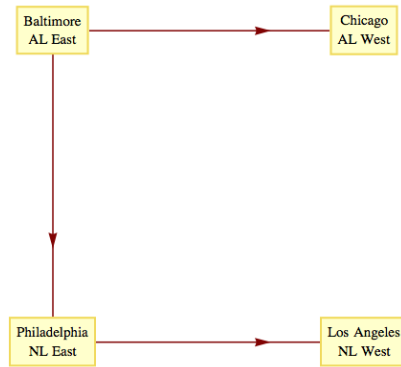 Baltimore
AL East
Chicago
AL West
Philadelphia
NL East
Los Angeles
NL West